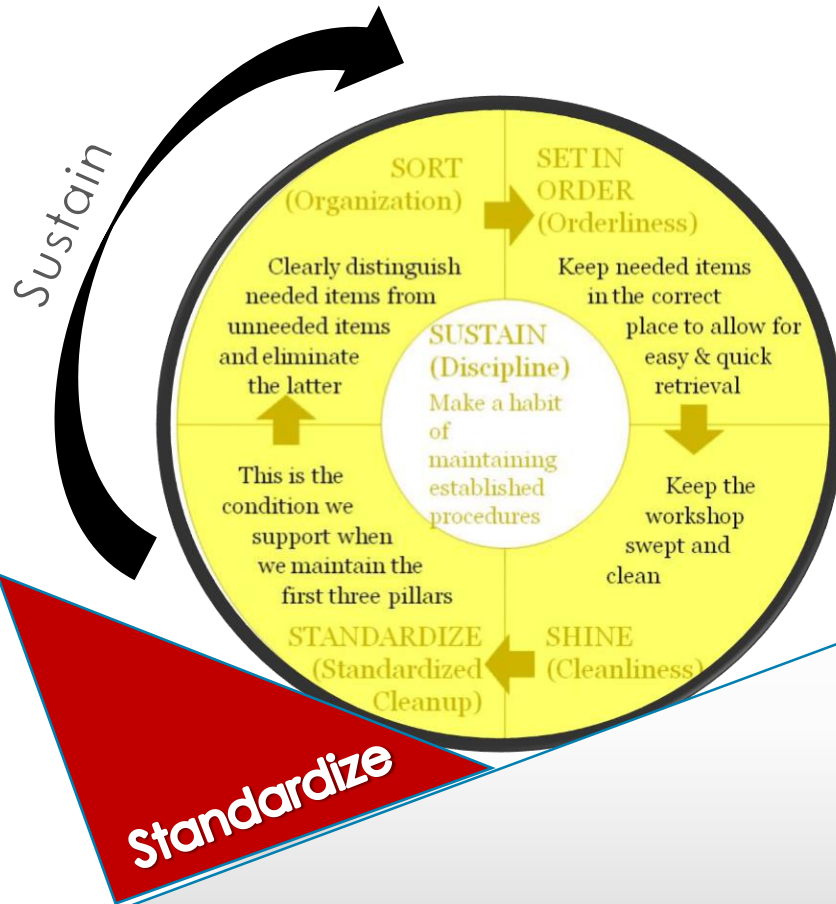 Sustain
SORT
(Organization)
Clearly distinguish
needed items from
unneeded items
and eliminate
the latter
SET IN
ORDER
(Orderliness)
Keep needed items
in the correct
place to allow for
easy & quick
retrieval
SUSTAIN
(Discipline)
Make a habit
of
maintaining
established
procedures
This is the
condition we
support when
we maintain the
first three pillars
STANDARDIZE
(Standardized
Cleanup)
Keep the
workshop
swept and
clean
SHINE
(Cleanliness)
Standardize